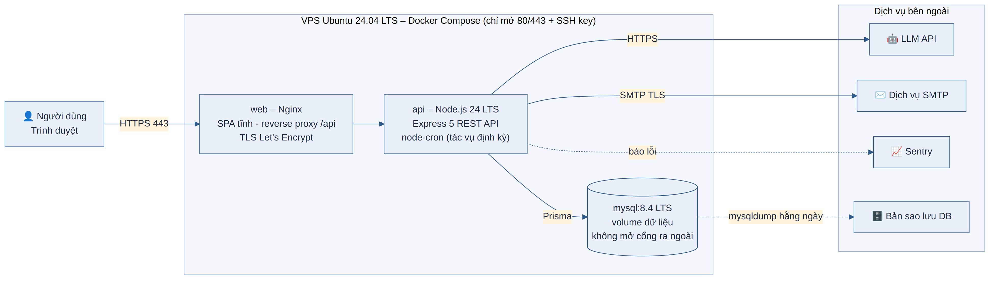 VPS Ubuntu 24.04 LTS – Docker Compose (chỉ mở 80/443 + SSH key)
Dịch vụ bên ngoài
👤 Người dùng
Trình duyệt
HTTPS 443
web – Nginx
SPA tĩnh · reverse proxy /api
TLS Let's Encrypt
api – Node.js 24 LTS
Express 5 REST API
node-cron (tác vụ định kỳ)
HTTPS
🤖 LLM API
SMTP TLS
✉️ Dịch vụ SMTP
báo lỗi
📈 Sentry
Prisma
mysql:8.4 LTS
volume dữ liệu
không mở cổng ra ngoài
mysqldump hằng ngày
🗄️ Bản sao lưu DB